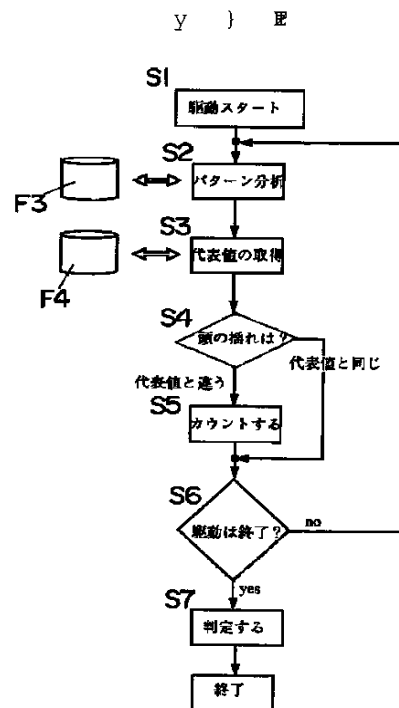 y } 
S1
駆動スタート
S2
パターン分析
F3
S3
代表値の取得
F4
S4
頭の揺れは?
代表値と同じ
代表値と違う
S5
カウントする
S6
駆動は終了?
no
yes
S7
判定する
終了